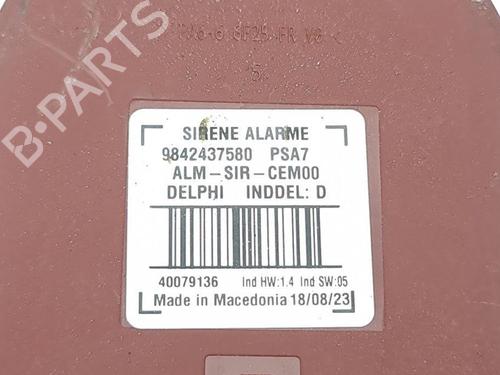 SIRENE ALARME
9842437580 PSA7
ALM-SIR-CEM00
DELPHI INDDEL: D
40079136 Ind HW:1.4 Ind SW:05
Made in Macedonia 18/08/23
B-PARTS